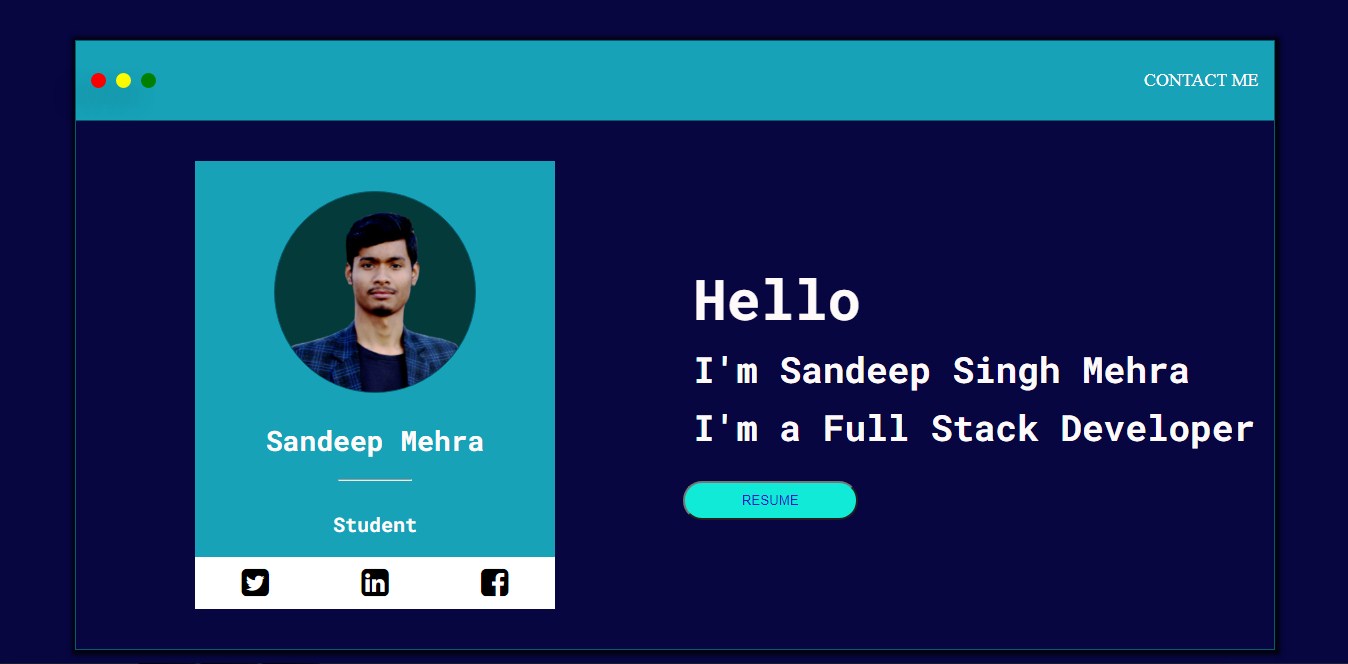 CONTACT ME
Sandeep Mehra
Student
Hello
I'm Sandeep Singh Mehra
I'm a Full Stack Developer
RESUME